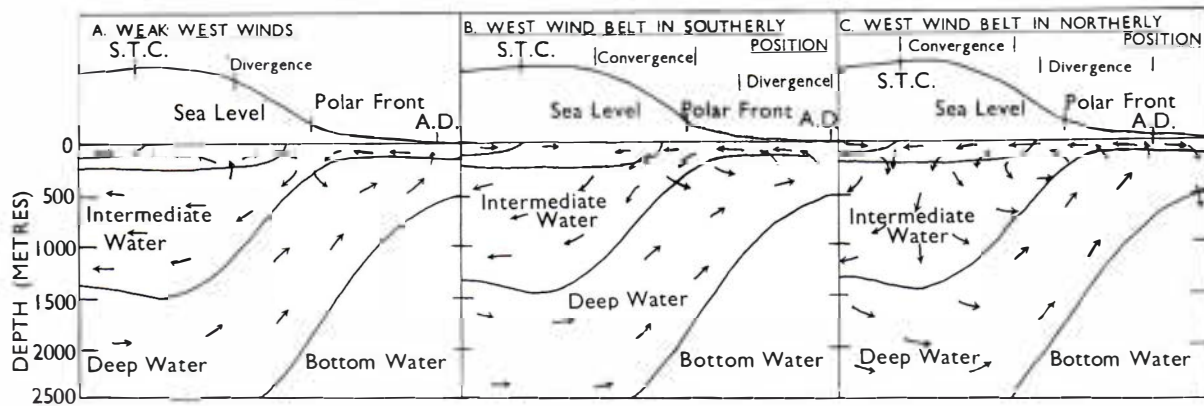 A. WEAK WEST WINDS
S.T.C.
Divergence
Sea Level
Polar Front
A.D.
B. WEST WIND BELT IN SOUTHERLY
POSITION
S.T.C.
Convergence
Divergence
Sea Level
Polar Front
A.D
C. WEST WIND BELT IN NORTHERLY
POSITION
Convergence
S.T.C.
Divergence
Sea Level
Polar Front
A.D.
DEPTH (METRES)
0
500
1000
1500
2000
2500
Intermediate
Water
Deep Water
Bottom Water
Intermediate
Water
Deep Water
Bottom Water
Intermediate
Water
Deep Water
Bottom Water